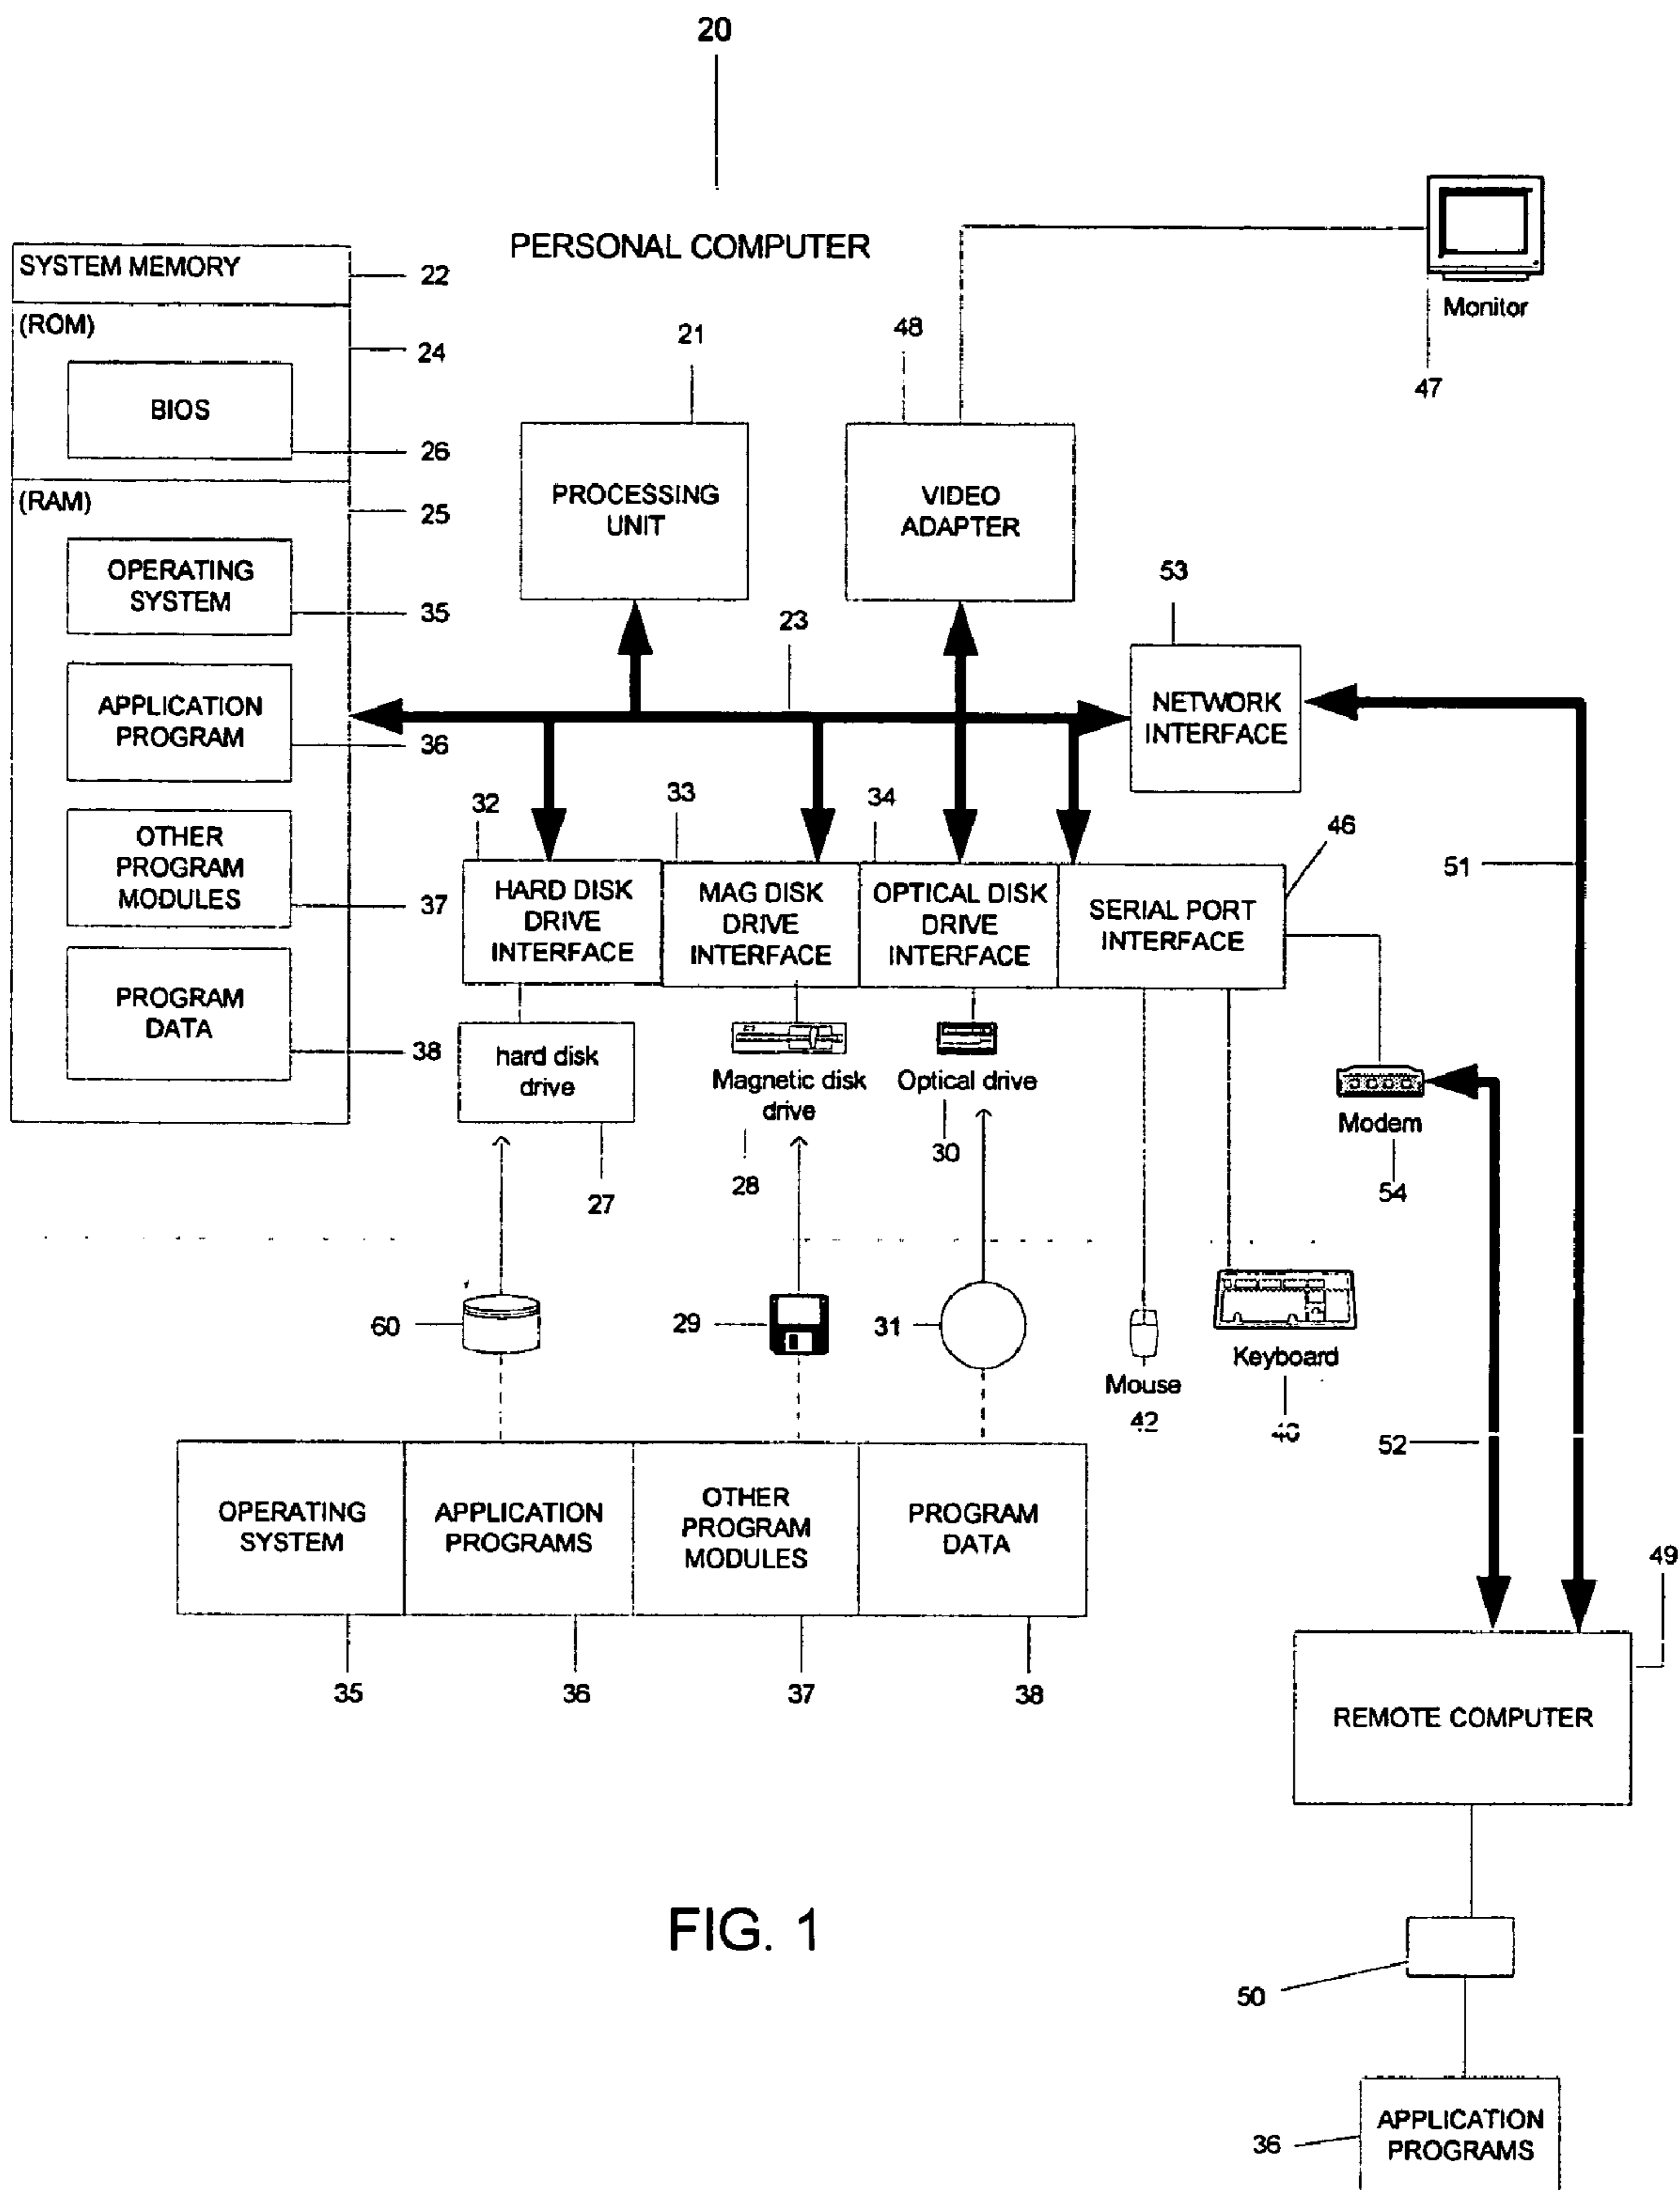 20
PERSONAL COMPUTER
SYSTEM MEMORY
22
(ROM)
24
BIOS
26
(RAM)
25
OPERATING
SYSTEM
35
APPLICATION
PROGRAM
36
OTHER
PROGRAM
MODULES
37
PROGRAM
DATA
38
21
PROCESSING
UNIT
48
VIDEO
ADAPTER
Monitor
47
23
53
NETWORK
INTERFACE
32
HARD DISK
DRIVE
INTERFACE
33
MAG DISK
DRIVE
INTERFACE
34
OPTICAL DISK
DRIVE
INTERFACE
46
SERIAL PORT
INTERFACE
51
hard disk
drive
27
Magnetic disk
drive
28
Optical drive
30
Modem
54
60
29
31
Mouse
42
Keyboard
52
OPERATING
SYSTEM
APPLICATION
PROGRAMS
OTHER
PROGRAM
MODULES
PROGRAM
DATA
35
36
37
38
49
REMOTE COMPUTER
FIG. 1
50
36
APPLICATION
PROGRAMS